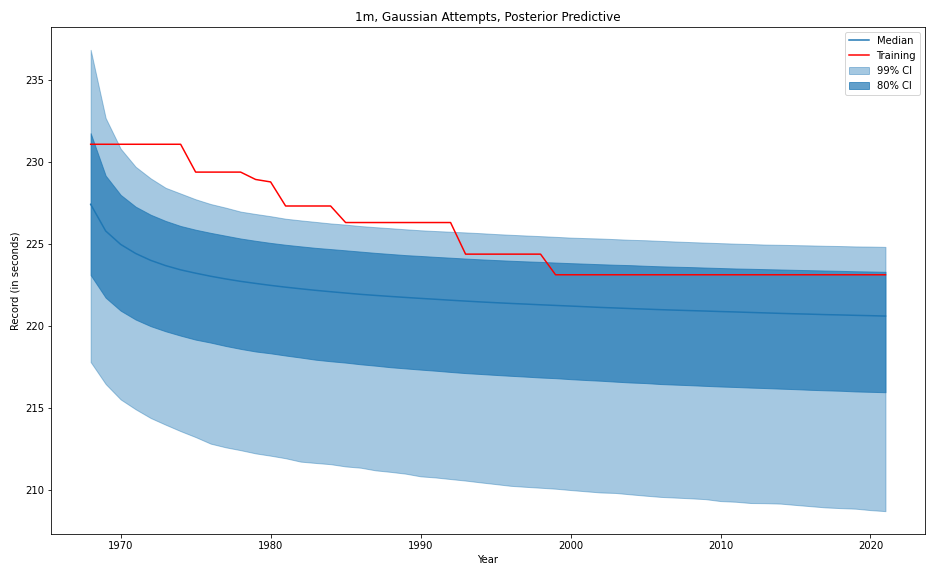 1m, Gaussian Attempts, Posterior Predictive
Median
Training
99% CI
80% CI
Record (in seconds)
235
230
225
220
215
210
1970
1980
1990
2000
2010
2020
Year